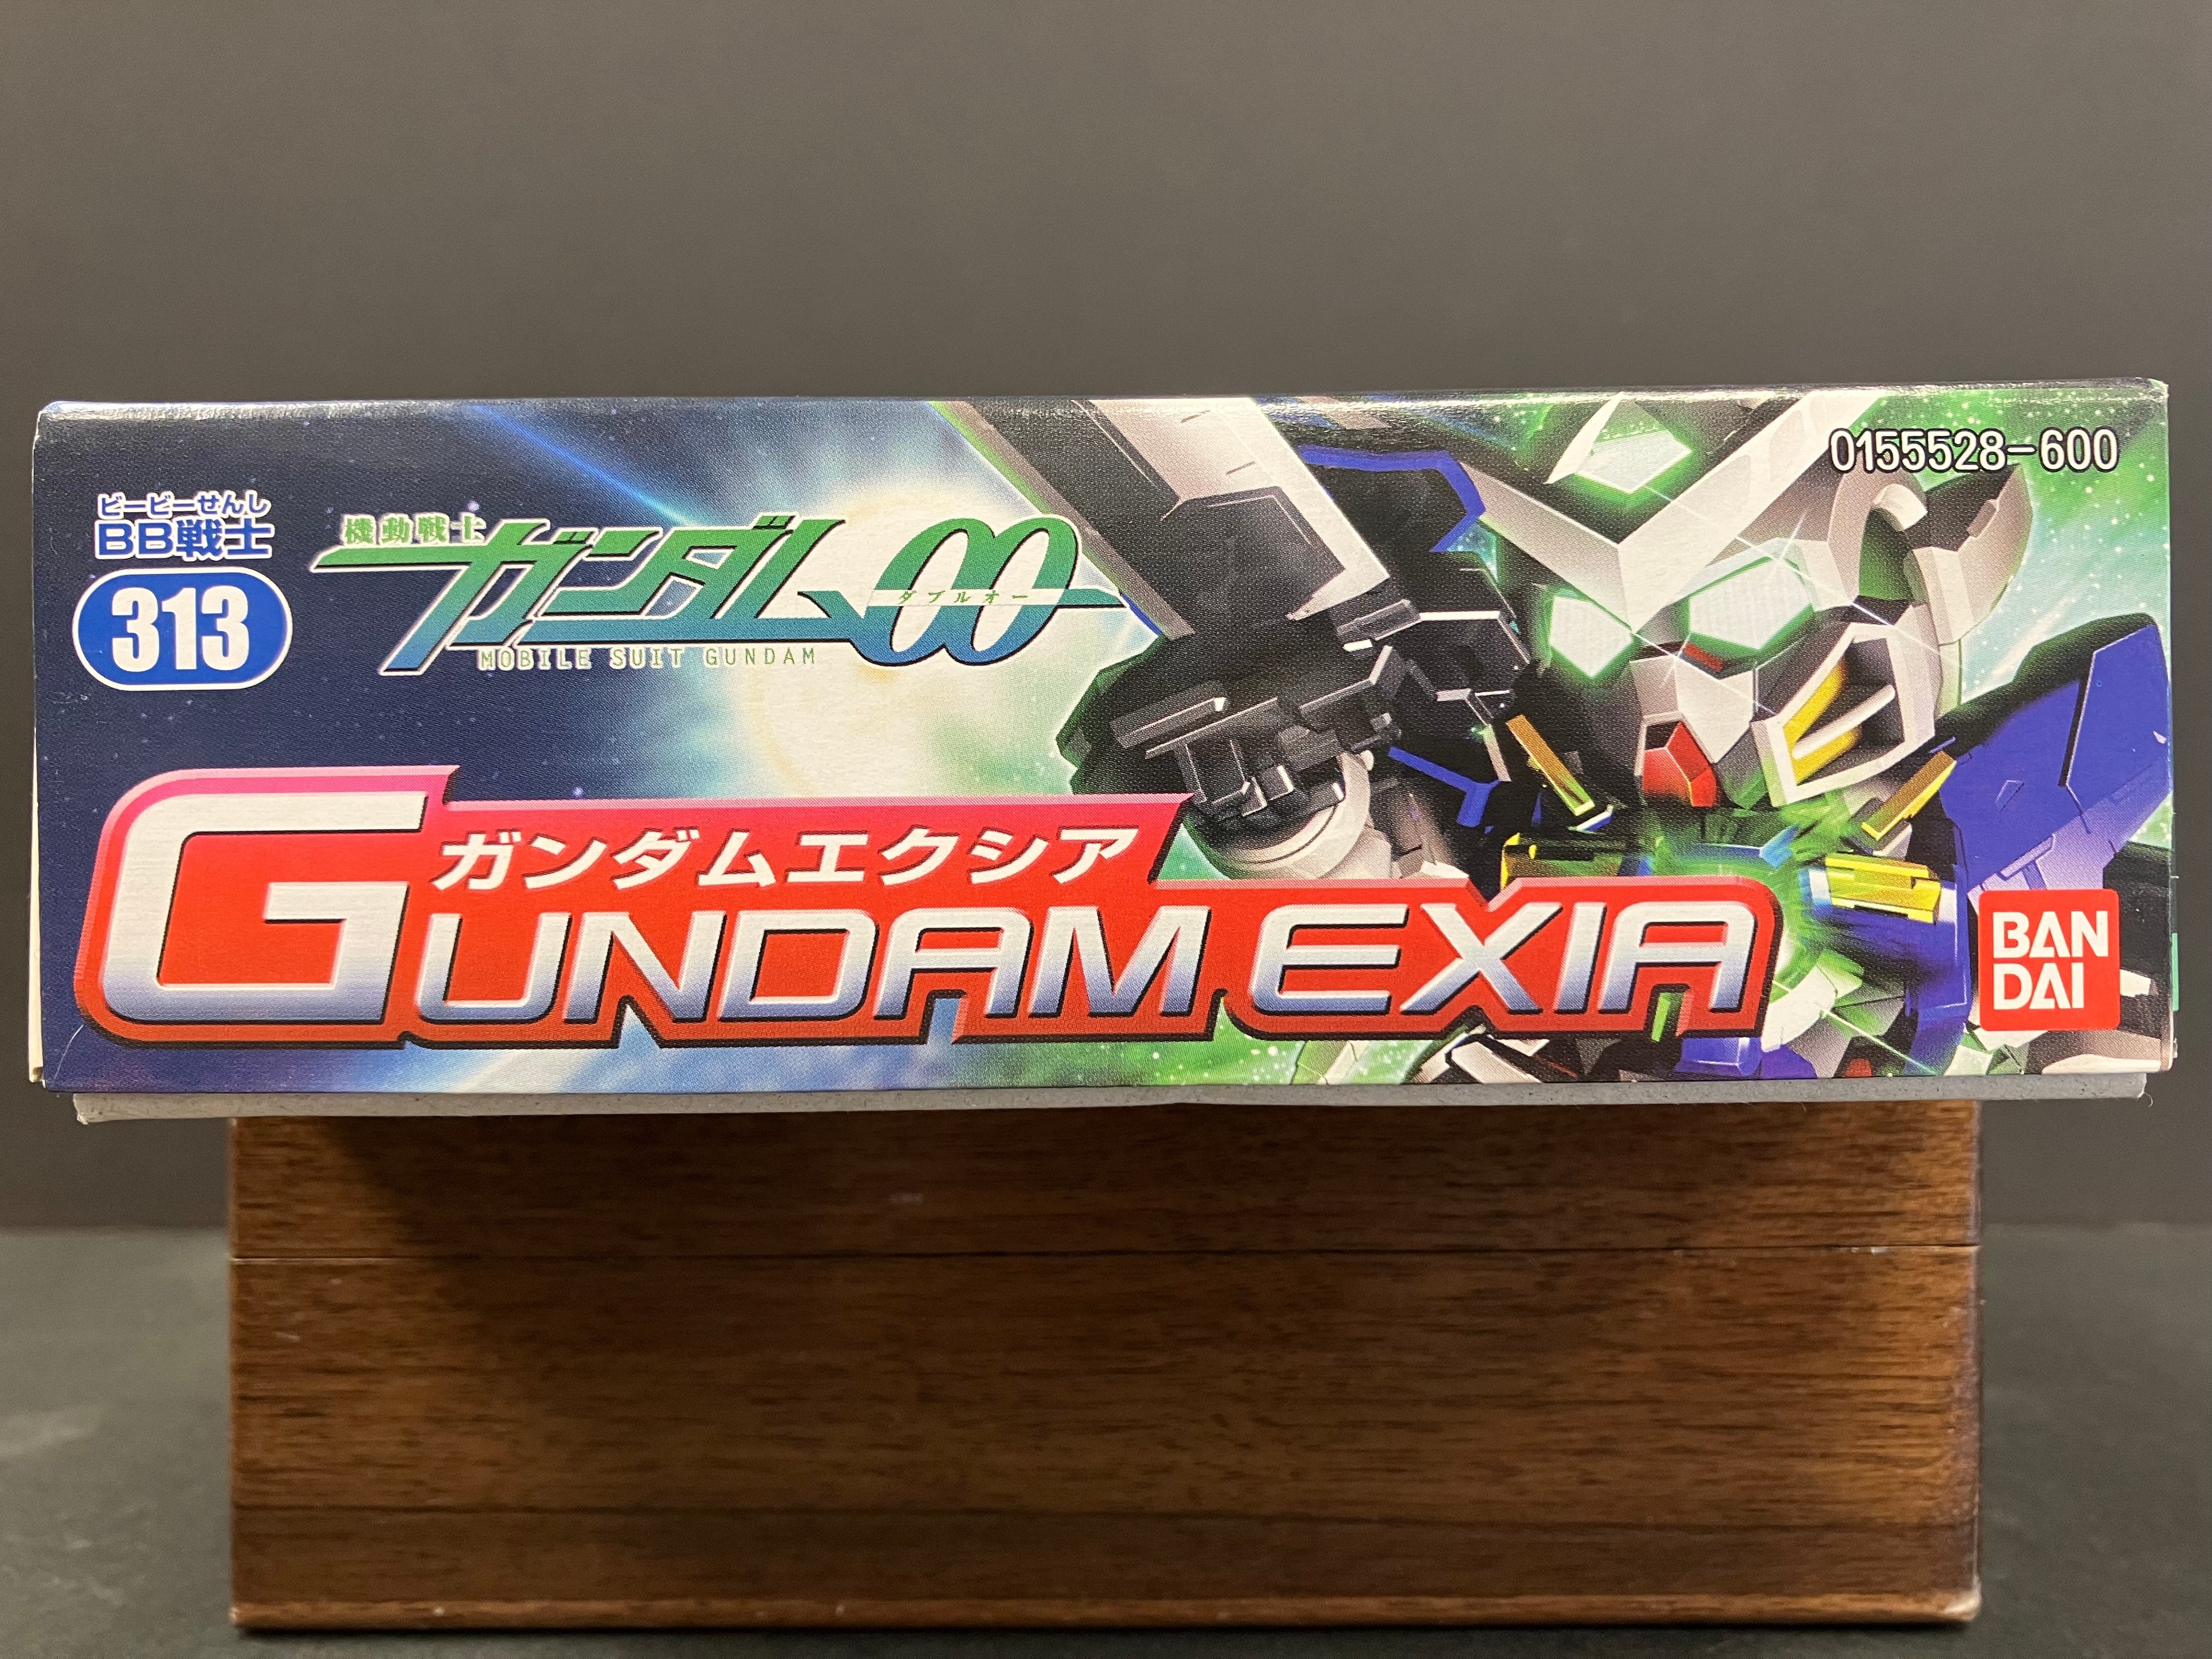 0155528-600
ビービーせんし
BB戦士
313
機動戦士
ガンダム00
ダブルオー
MOBILE SUIT GUNDAM
ガンダムエクシア
GUNDAM EXIA
BAN
DAI